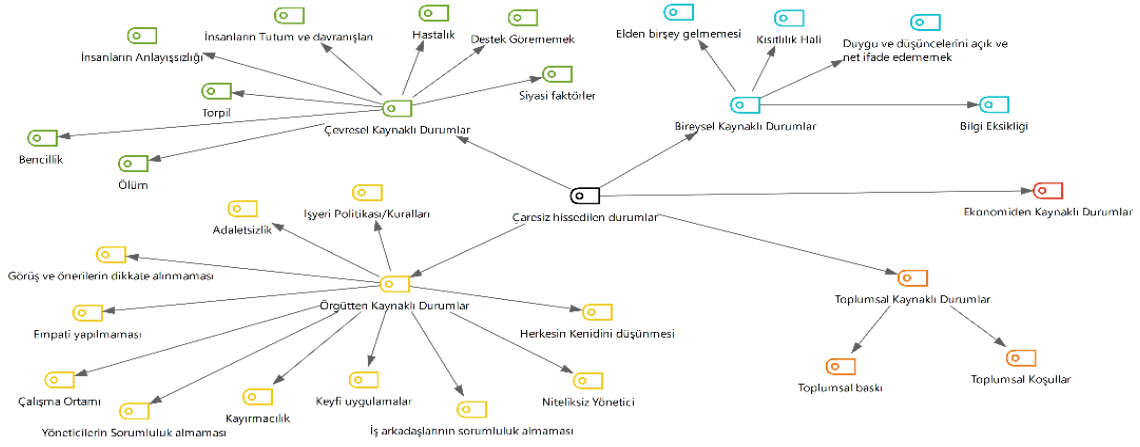 İnsanların Tutum ve davranışları
Hastalık
Destek Görememek
İnsanların Anlayışsızlığı
Siyasi faktörler
Torpil
Çevresel Kaynaklı Durumlar
Bencillik
Ölüm
Elden birşey gelmemesi
Kısıtlılık Hali
Duygu ve düşüncelerini açık ve
net ifade edememek
Bireysel Kaynaklı Durumlar
Bilgi Eksikliği
Çaresiz hissedilen durumlar
Ekonomiden Kaynaklı Durumlar
İşyeri Politikası/Kuralları
Adaletsizlik
Görüş ve önerilerin dikkate alınmaması
Örgütten Kaynaklı Durumlar
Empati yapılmaması
Herkesin Kenidini düşünmesi
Çalışma Ortamı
Yöneticilerin Sorumluluk almaması
Kayırmacılık
Keyfi uygulamalar
İş arkadaşlarının sorumluluk almaması
Niteliksiz Yönetici
Toplumsal Kaynaklı Durumlar
Toplumsal baskı
Toplumsal Koşullar